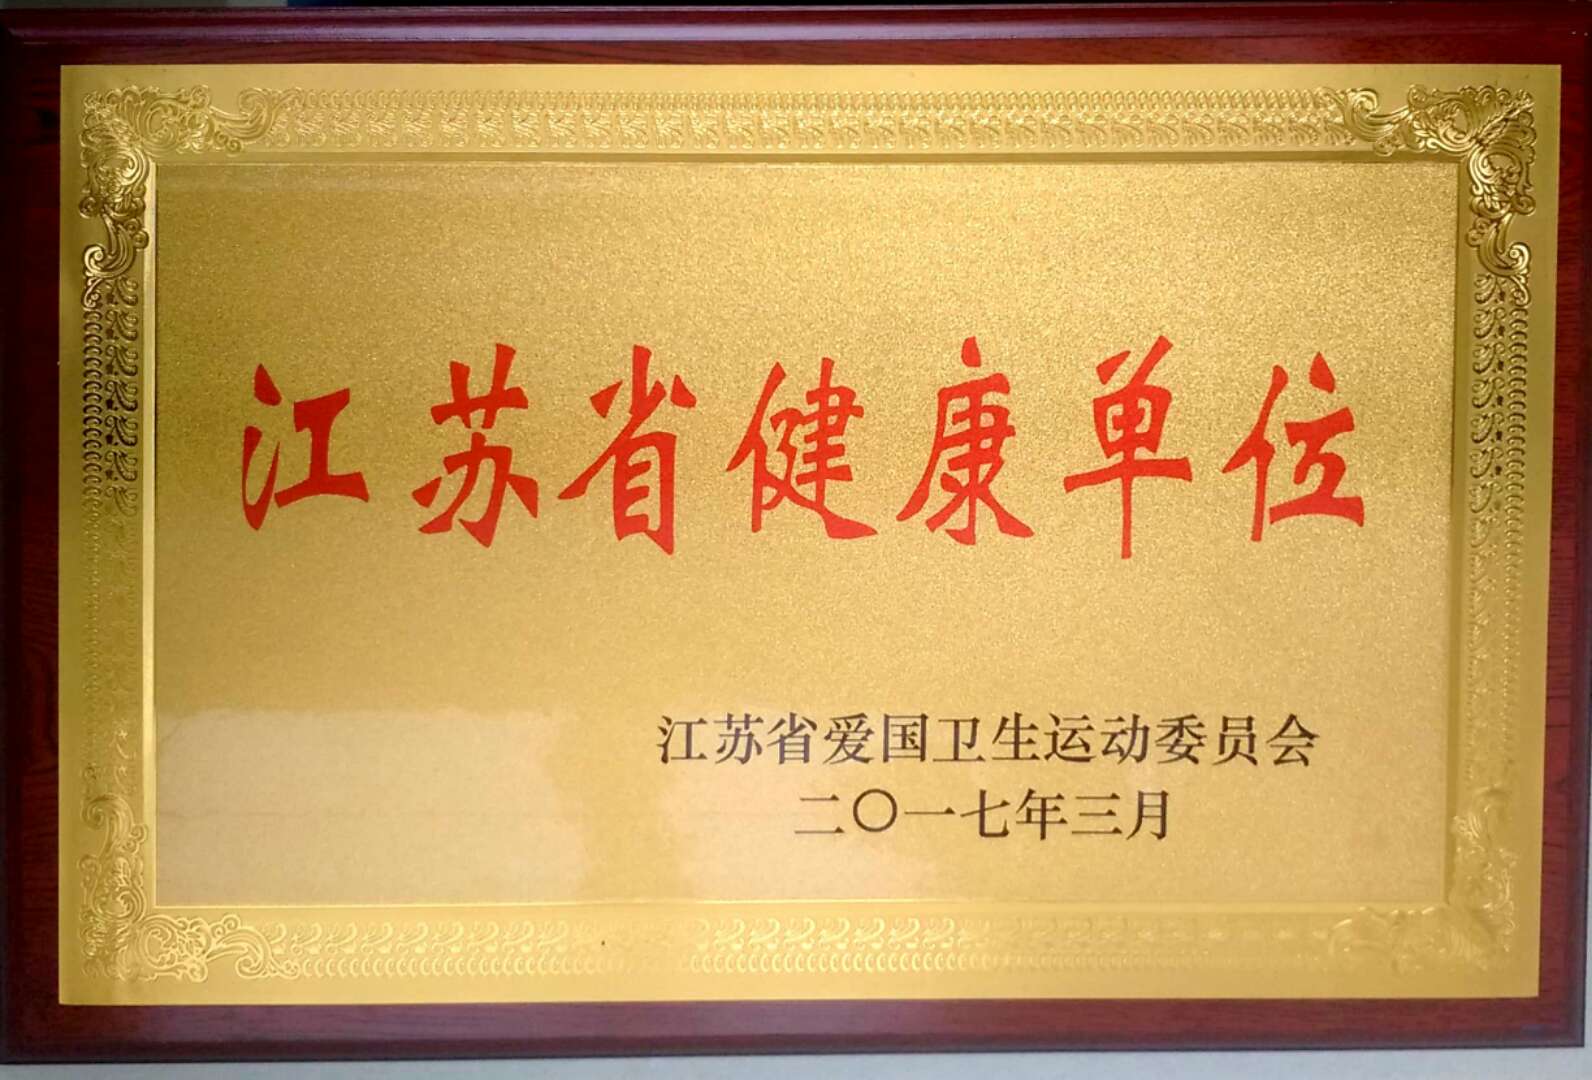 江苏省健康单位
江苏省爱国卫生运动委员会
二〇一七年三月